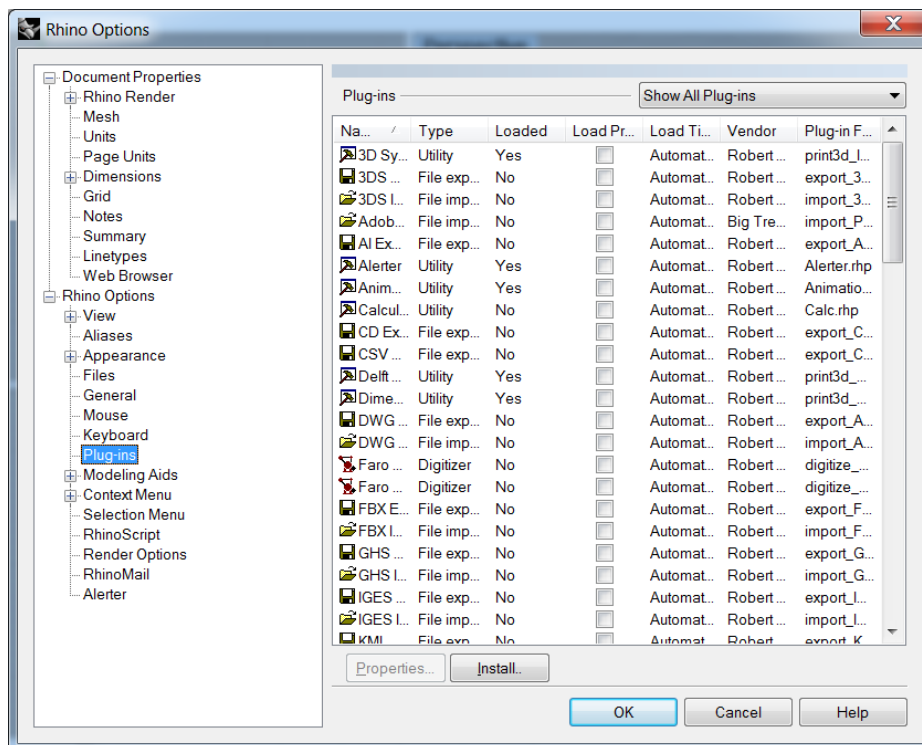 Rhino Options
Document Properties
Rhino Render
Mesh
Units
Page Units
Dimensions
Grid
Notes
Summary
Linetypes
Web Browser
Rhino Options
View
Aliases
Appearance
Files
General
Mouse
Keyboard
Plug-ins
Modeling Aids
Context Menu
Selection Menu
RhinoScript
Render Options
RhinoMail
Alerter
Plug-ins Show All Plug-ins
Na... Type Loaded Load Pr... Load Ti... Vendor Plug-in F...
3D Sy... Utility Yes Automat... Robert ... print3d_l...
3DS ... File exp... No Automat... Robert ... export_3...
3DS I... File imp... No Automat... Robert ... import_3...
Adob... File imp... No Automat... Big Tre... import_P...
AI Ex... File exp... No Automat... Robert ... export_A...
Alerter Utility Yes Automat... Robert ... Alerter.rhp
Anim... Utility Yes Automat... Robert ... Animatio...
Calcul... Utility No Automat... Robert ... Calc.rhp
CD Ex... File exp... No Automat... Robert ... export_C...
CSV ... File exp... No Automat... Robert ... export_C...
Delft ... Utility Yes Automat... Robert ... print3d_...
Dime... Utility Yes Automat... Robert ... print3d_...
DWG ... File exp... No Automat... Robert ... export_A...
DWG ... File imp... No Automat... Robert ... import_A...
Faro ... Digitizer No Automat... Robert ... digitize_...
Faro ... Digitizer No Automat... Robert ... digitize_...
FBX E... File exp... No Automat... Robert ... export_F...
FBX I... File imp... No Automat... Robert ... import_F...
GHS ... File exp... No Automat... Robert ... export_G...
GHS I... File imp... No Automat... Robert ... import_G...
IGES ... File exp... No Automat... Robert ... export_I...
IGES I... File imp... No Automat... Robert ... import_I...
KML File exp... No Automat... Robert ... export_K...
Properties... Install..
OK Cancel Help